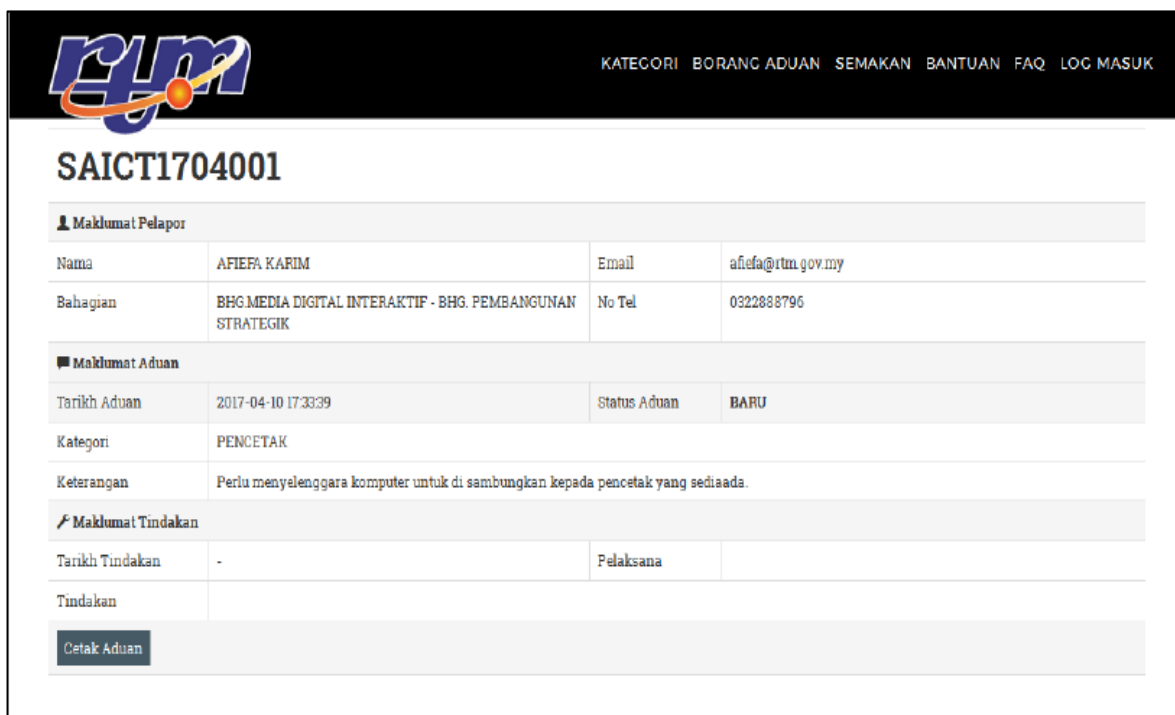 rtm
KATEGORI BORANG ADUAN SEMAKAN BANTUAN FAQ LOG MASUK
SAICT1704001
Maklumat Pelapor
Nama AFIEFA KARIM Email afiefa@rtm.gov.my
Bahagian BHG.MEDIA DIGITAL INTERAKTIF - BHG. PEMBANGUNAN No Tel 0322888796
STRATEGIK
Maklumat Aduan
Tarikh Aduan 2017-04-10 17:33:39 Status Aduan BARU
Kategori PENCETAK
Keterangan Perlu menyelenggara komputer untuk di sambungkan kepada pencetak yang sediaada.
Maklumat Tindakan
Tarikh Tindakan - Pelaksana
Tindakan
Cetak Aduan